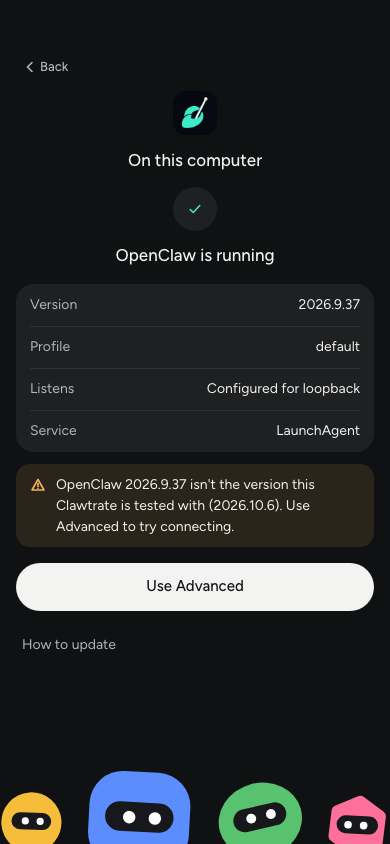 Back
On this computer
OpenClaw is running
Version 2026.9.37
Profile default
Listens Configured for loopback
Service LaunchAgent
OpenClaw 2026.9.37 isn't the version this
Clawtrate is tested with (2026.10.6). Use
Advanced to try connecting.
Use Advanced
How to update